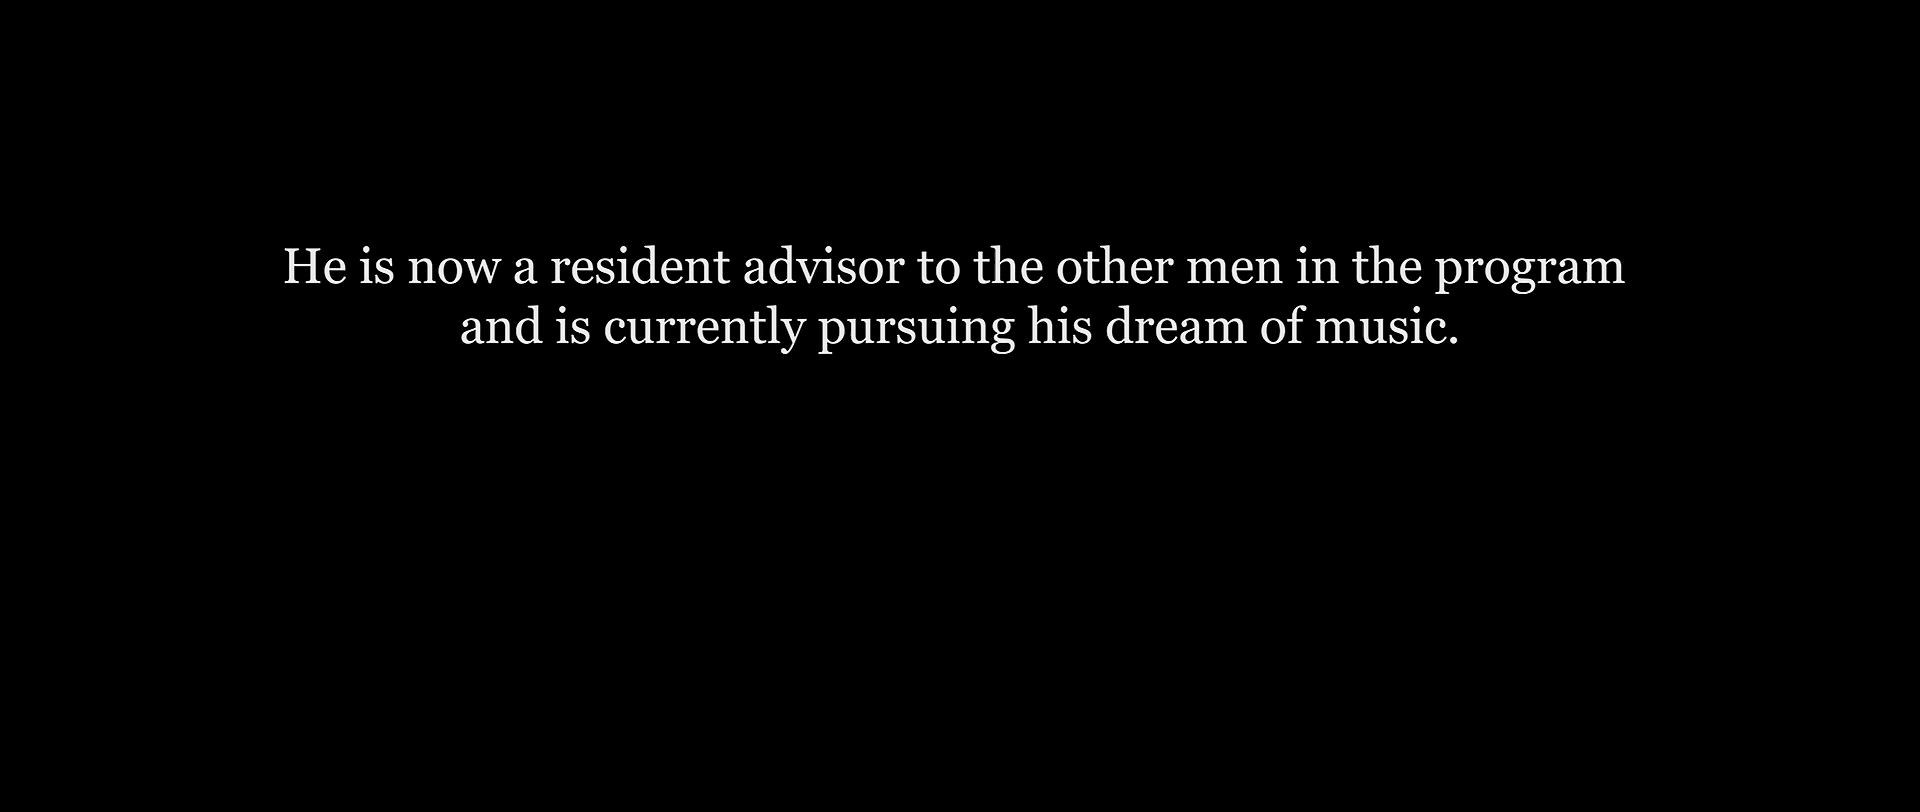 He is now a resident advisor to the other men in the program
and is currently pursuing his dream of music.